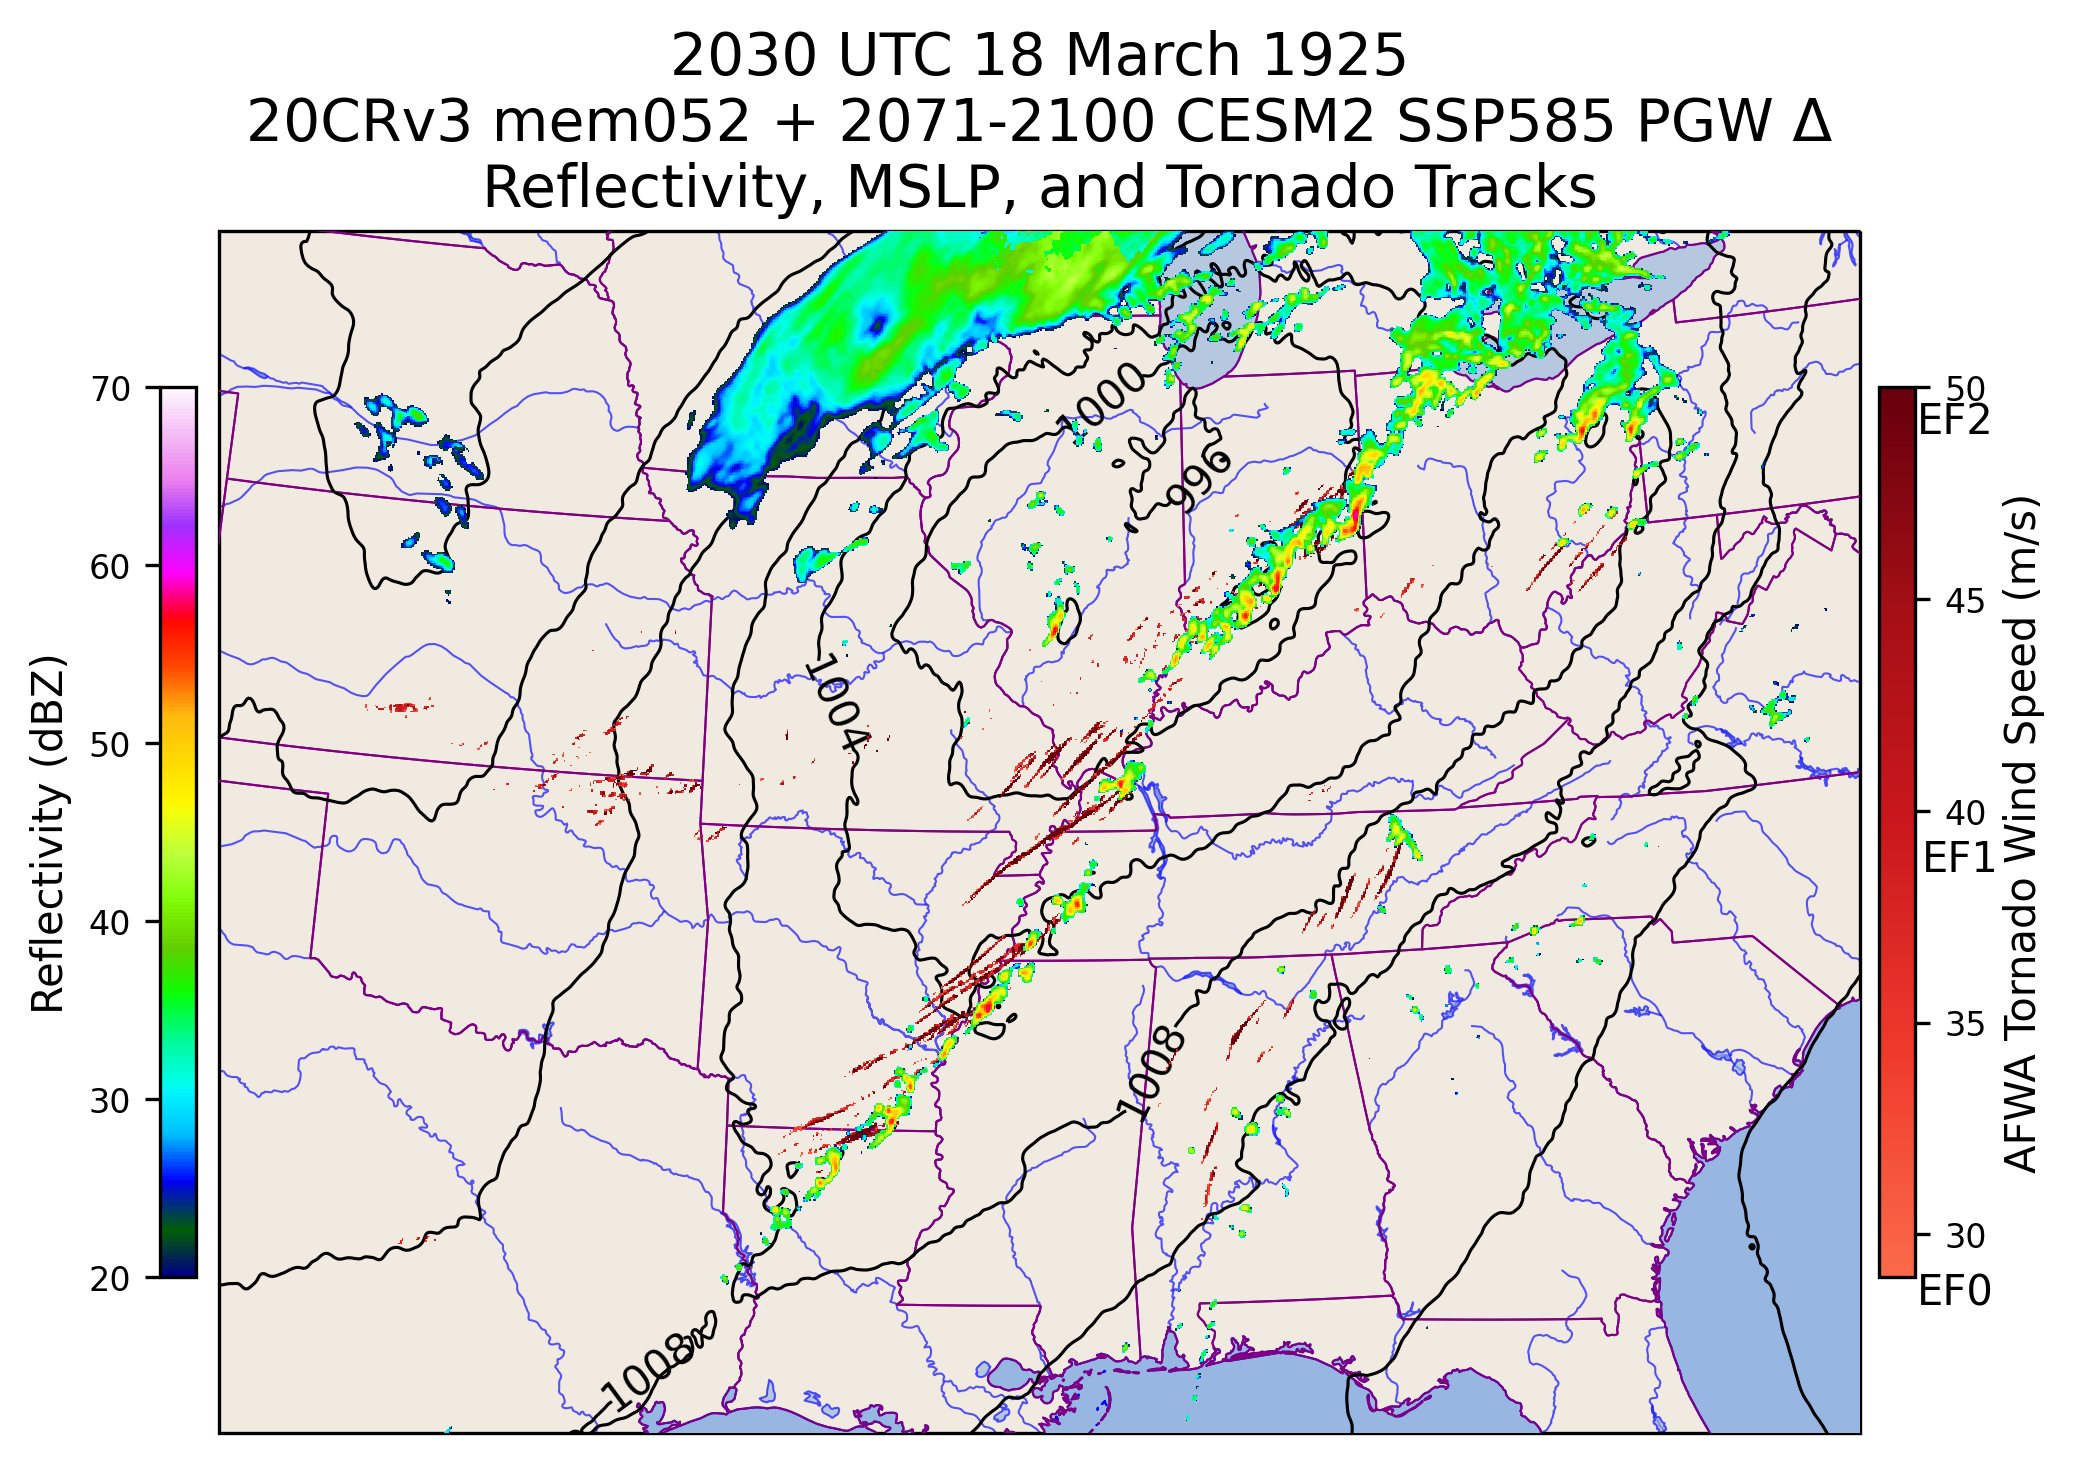 2030 UTC 18 March 1925
20CRv3 mem052 + 2071-2100 CESM2 SSP585 PGW Δ
Reflectivity, MSLP, and Tornado Tracks
Reflectivity (dBZ)
70
60
50
40
30
20
1000
996
1004
1008
1008
50
EF2
45
40
EF1
35
30
EF0
AFWA Tornado Wind Speed (m/s)